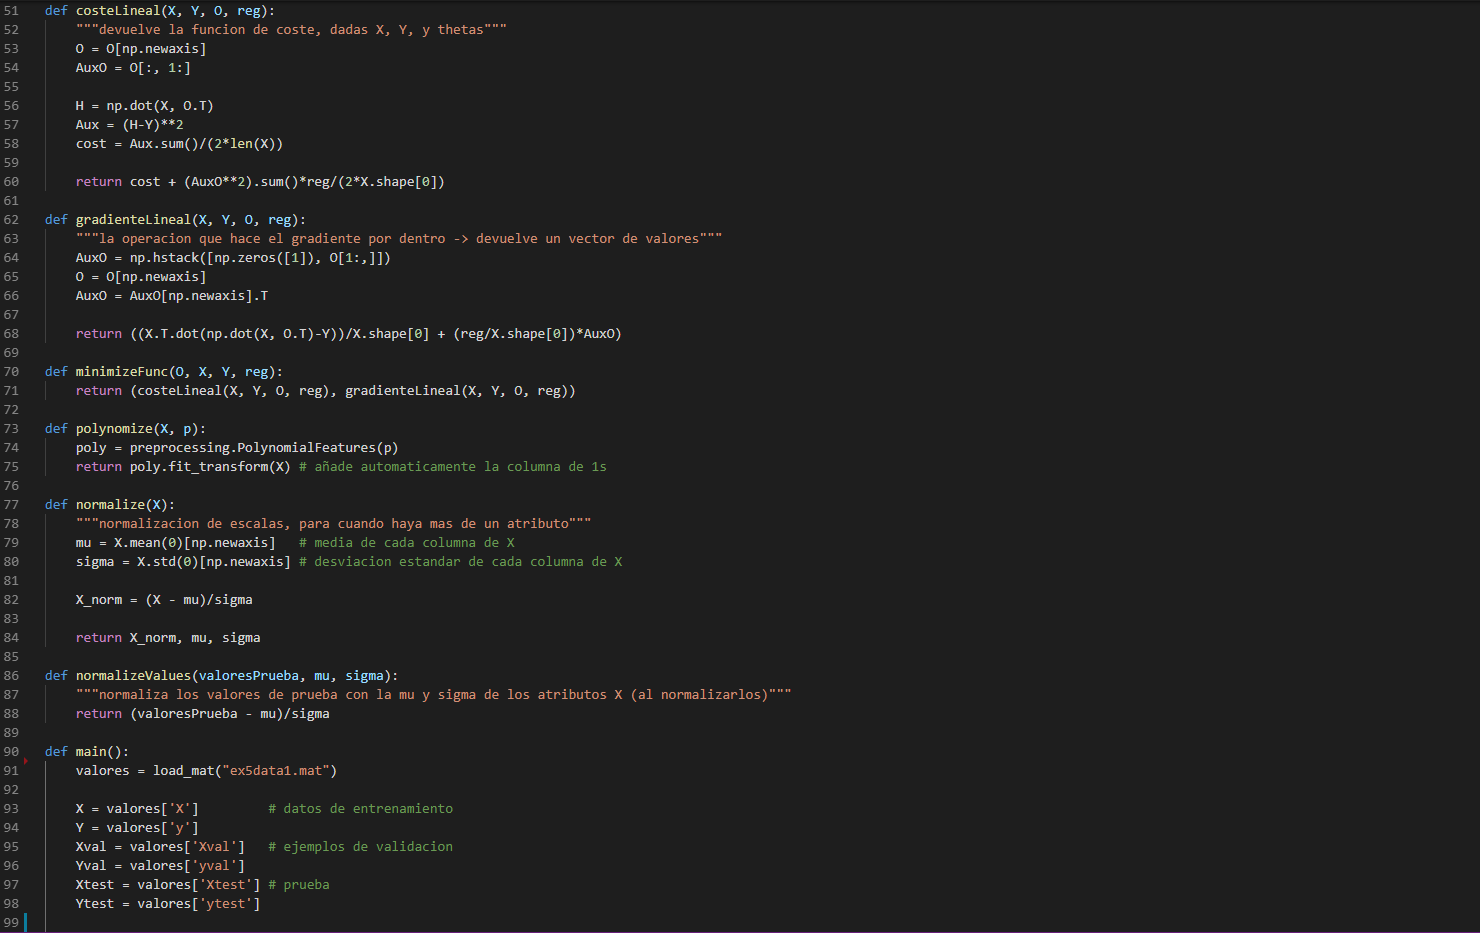 51 def costeLineal(X, Y, O, reg):
52     """devuelve la funcion de coste, dadas X, Y, y thetas"""
53     O = O[np.newaxis]
54     AuxO = O[:, 1:]
55
56     H = np.dot(X, O.T)
57     Aux = (H-Y)**2
58     cost = Aux.sum()/(2*len(X))
59
60     return cost + (AuxO**2).sum()*reg/(2*X.shape[0])
61
62 def gradienteLineal(X, Y, O, reg):
63     """la operacion que hace el gradiente por dentro -> devuelve un vector de valores"""
64     AuxO = np.hstack([np.zeros([1]), O[1:,]])
65     O = O[np.newaxis]
66     AuxO = AuxO[np.newaxis].T
67
68     return ((X.T.dot(np.dot(X, O.T)-Y))/X.shape[0] + (reg/X.shape[0])*AuxO)
69
70 def minimizeFunc(O, X, Y, reg):
71     return (costeLineal(X, Y, O, reg), gradienteLineal(X, Y, O, reg))
72
73 def polynomize(X, p):
74     poly = preprocessing.PolynomialFeatures(p)
75     return poly.fit_transform(X) # añade automaticamente la columna de 1s
76
77 def normalize(X):
78     """normalizacion de escalas, para cuando haya mas de un atributo"""
79     mu = X.mean(0)[np.newaxis]   # media de cada columna de X
80     sigma = X.std(0)[np.newaxis] # desviacion estandar de cada columna de X
81
82     X_norm = (X - mu)/sigma
83
84     return X_norm, mu, sigma
85
86 def normalizeValues(valoresPrueba, mu, sigma):
87     """normaliza los valores de prueba con la mu y sigma de los atributos X (al normalizarlos)"""
88     return (valoresPrueba - mu)/sigma
89
90 def main():
91     valores = load_mat("ex5data1.mat")
92
93     X = valores['X']         # datos de entrenamiento
94     Y = valores['y']
95     Xval = valores['Xval']   # ejemplos de validacion
96     Yval = valores['yval']
97     Xtest = valores['Xtest'] # prueba
98     Ytest = valores['ytest']
99